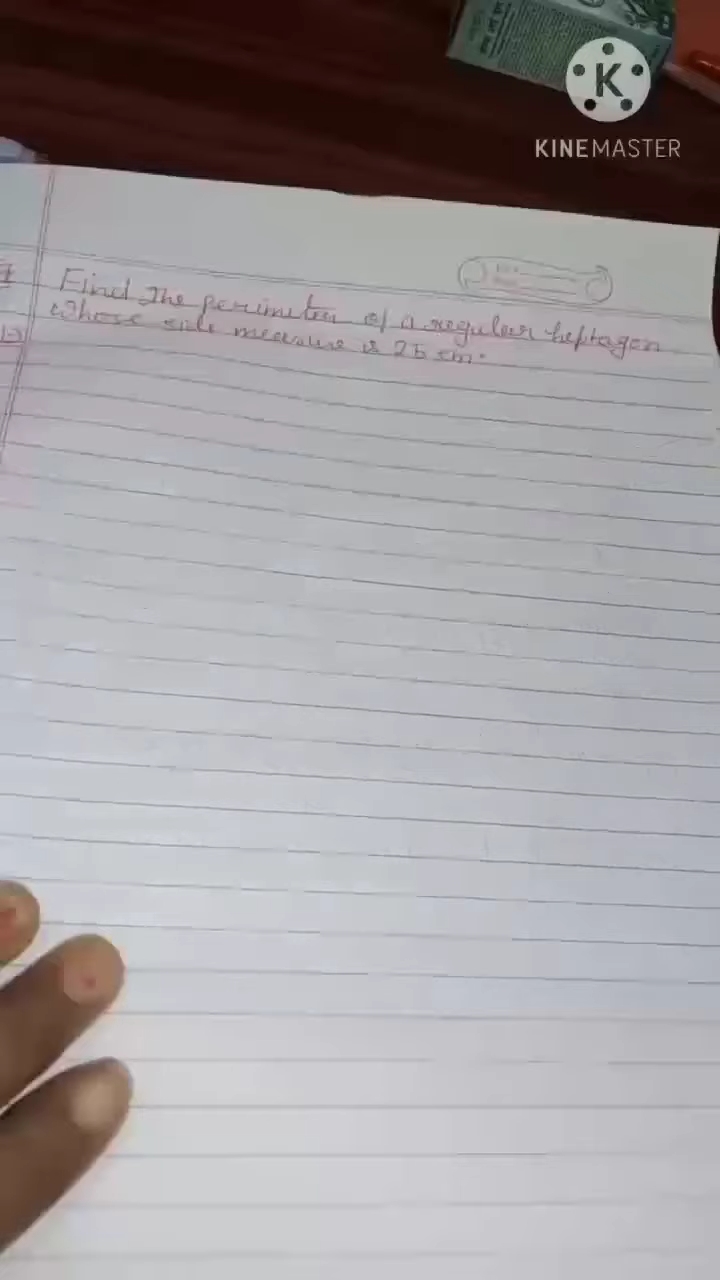 KINEMASTER
Find the perimeter of a regular heptagon
whose side measure is 25 cm.